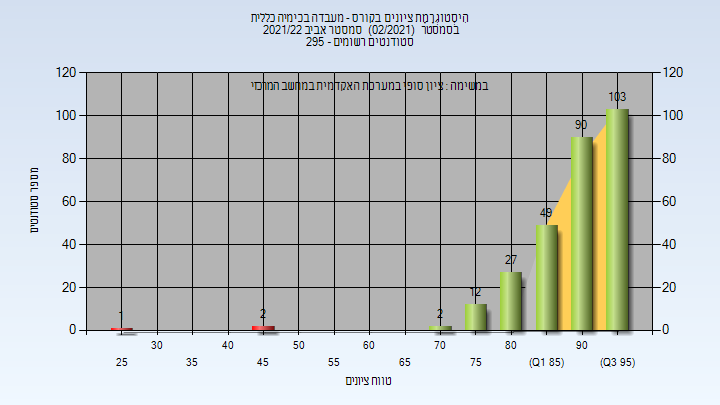 הִיסְטוֹגְרָמַת ציונים בקורס - מעבדה בכימיה כללית
בסמסטר (02/2021) סמסטר אביב 2021/22
סטודנטים רשומים - 295
במשימה : ציון סופי במערכת האקדמית במחשב המרכזי
120 120
100 100
80 80
60 60
40 40
20 20
0 0
מספר סטודנטים
1 2 2 12 27 49 90 103
30 40 50 60 70 80 90
25 35 45 55 65 75 (Q1 85) (Q3 95)
טווח ציונים